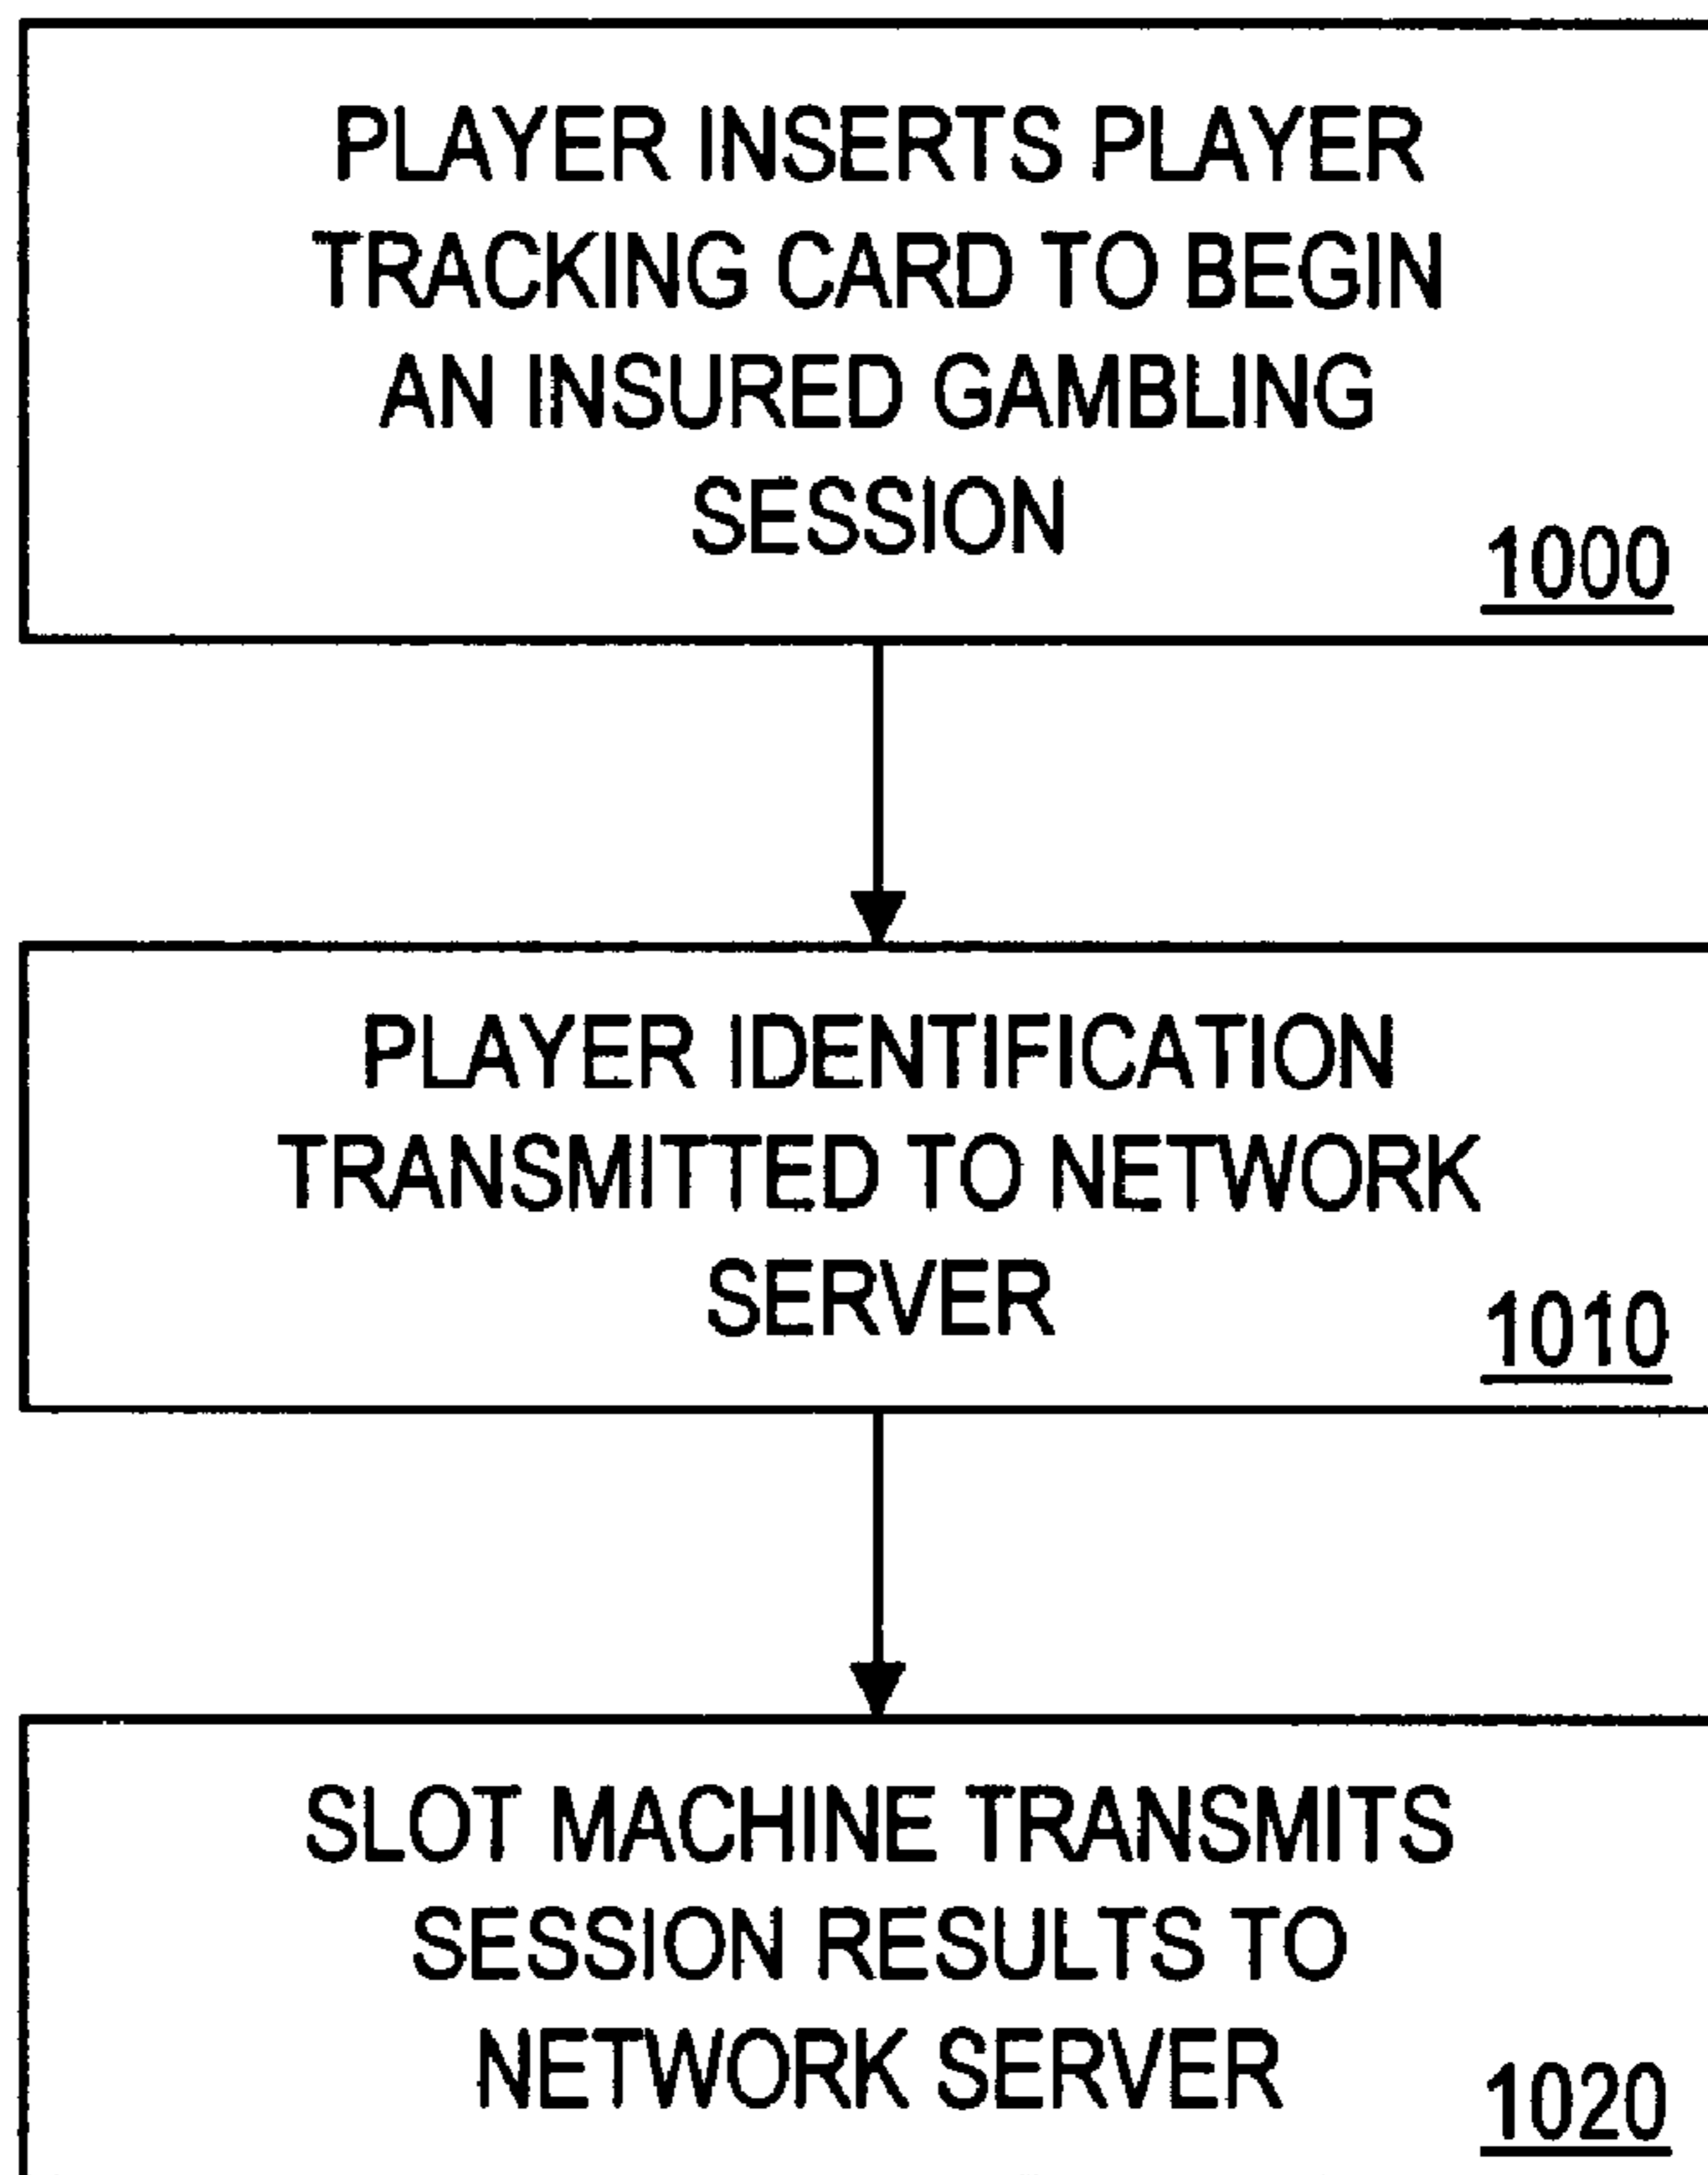 PLAYER INSERTS PLAYER
TRACKING CARD TO BEGIN
AN INSURED GAMBLING
SESSION
1000
PLAYER IDENTIFICATION
TRANSMITTED TO NETWORK
SERVER
1010
SLOT MACHINE TRANSMITS
SESSION RESULTS TO
NETWORK SERVER
1020